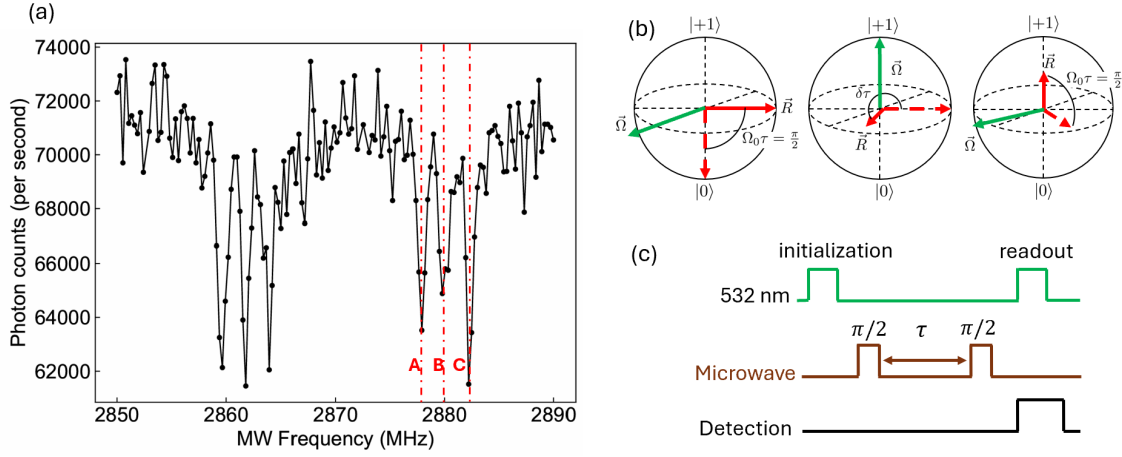 (a)
74000
72000
70000
68000
66000
64000
62000
Photon counts (per second)
A B C
2850 2860 2870 2880 2890
MW Frequency (MHz)
(b)
|+1⟩ |+1⟩ |+1⟩
Ω⃗ R⃗ Ω₀τ = π/2 |0⟩
Ω⃗ δτ R⃗ |0⟩
R⃗ Ω₀τ = π/2 Ω⃗ |0⟩
(c)
initialization readout
532 nm
π/2 τ π/2
Microwave
Detection